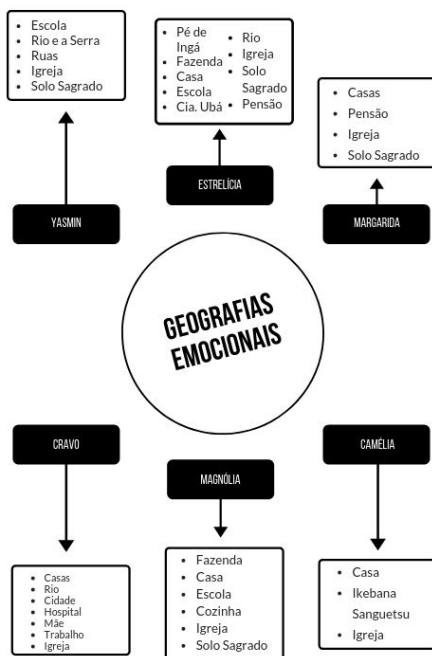 • Escola
• Rio e a Serra
• Ruas
• Igreja
• Solo Sagrado
YASMIN
• Pé de
Ingá
• Fazenda
• Casa
• Escola
• Cia. Ubá
• Rio
• Igreja
• Solo
Sagrado
• Pensão
ESTRELÍCIA
• Casas
• Pensão
• Igreja
• Solo Sagrado
MARGARIDA
GEOGRAFIAS
EMOCIONAIS
CRAVO
• Casas
• Rio
• Cidade
• Hospital
• Mãe
• Trabalho
• Igreja
MAGNÓLIA
• Fazenda
• Casa
• Escola
• Cozinha
• Igreja
• Solo Sagrado
CAMÉLIA
• Casa
• Ikebana
Sanguetsu
• Igreja